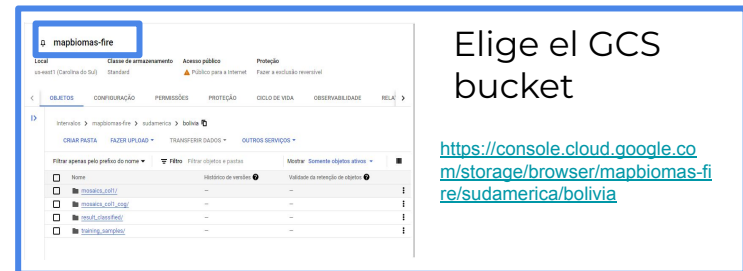 mapbiomas-fire
Local Classe de armazenamento Acesso público Proteção
us-east1 (Carolina do Sul) Standard Público para a Internet Fazer a exclusão reversível
OBJETOS CONFIGURAÇÃO PERMISSÕES PROTEÇÃO CICLO DE VIDA OBSERVABILIDADE RELAT
Intervalos > mapbiomas-fire > sudamerica > bolivia
CRIAR PASTA FAZER UPLOAD TRANSFERIR DADOS OUTROS SERVIÇOS
Filtrar apenas pelo prefixo do nome Filtro Filtrar objetos e pastas Mostrar Somente objetos ativos
Nome Histórico de versões Validade da retenção de objetos
mosaics_col1/ — —
mosaics_col1_cog/ — —
result_classified/ — —
training_samples/ — —
Elige el GCS
bucket
https://console.cloud.google.co
m/storage/browser/mapbiomas-fi
re/sudamerica/bolivia